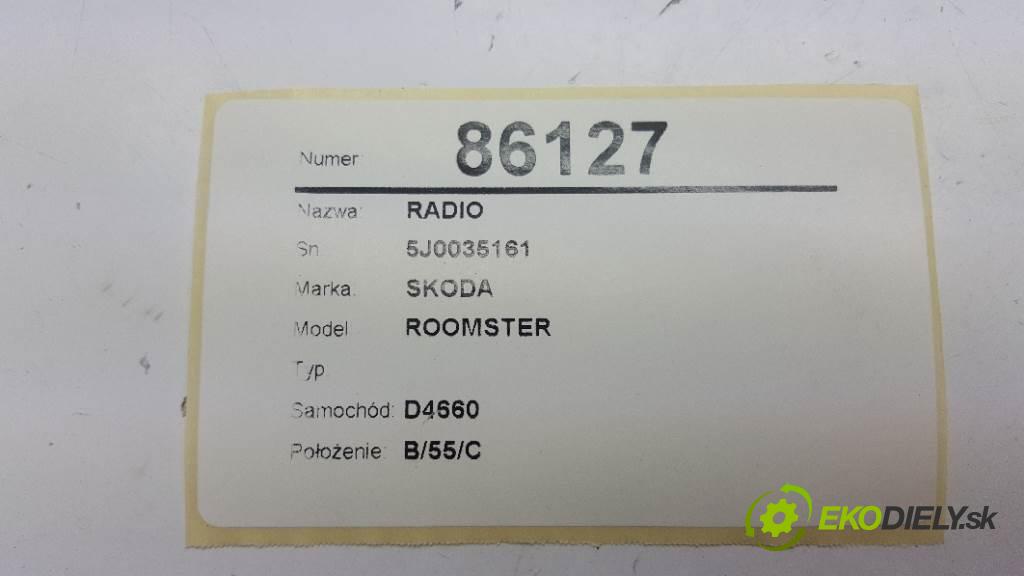 Numer 86127
Nazwa: RADIO
Sn 5J0035161
Marka: SKODA
Model ROOMSTER
Typ
Samochód: D4660
Położenie: B/55/C
EKODIELY.sk